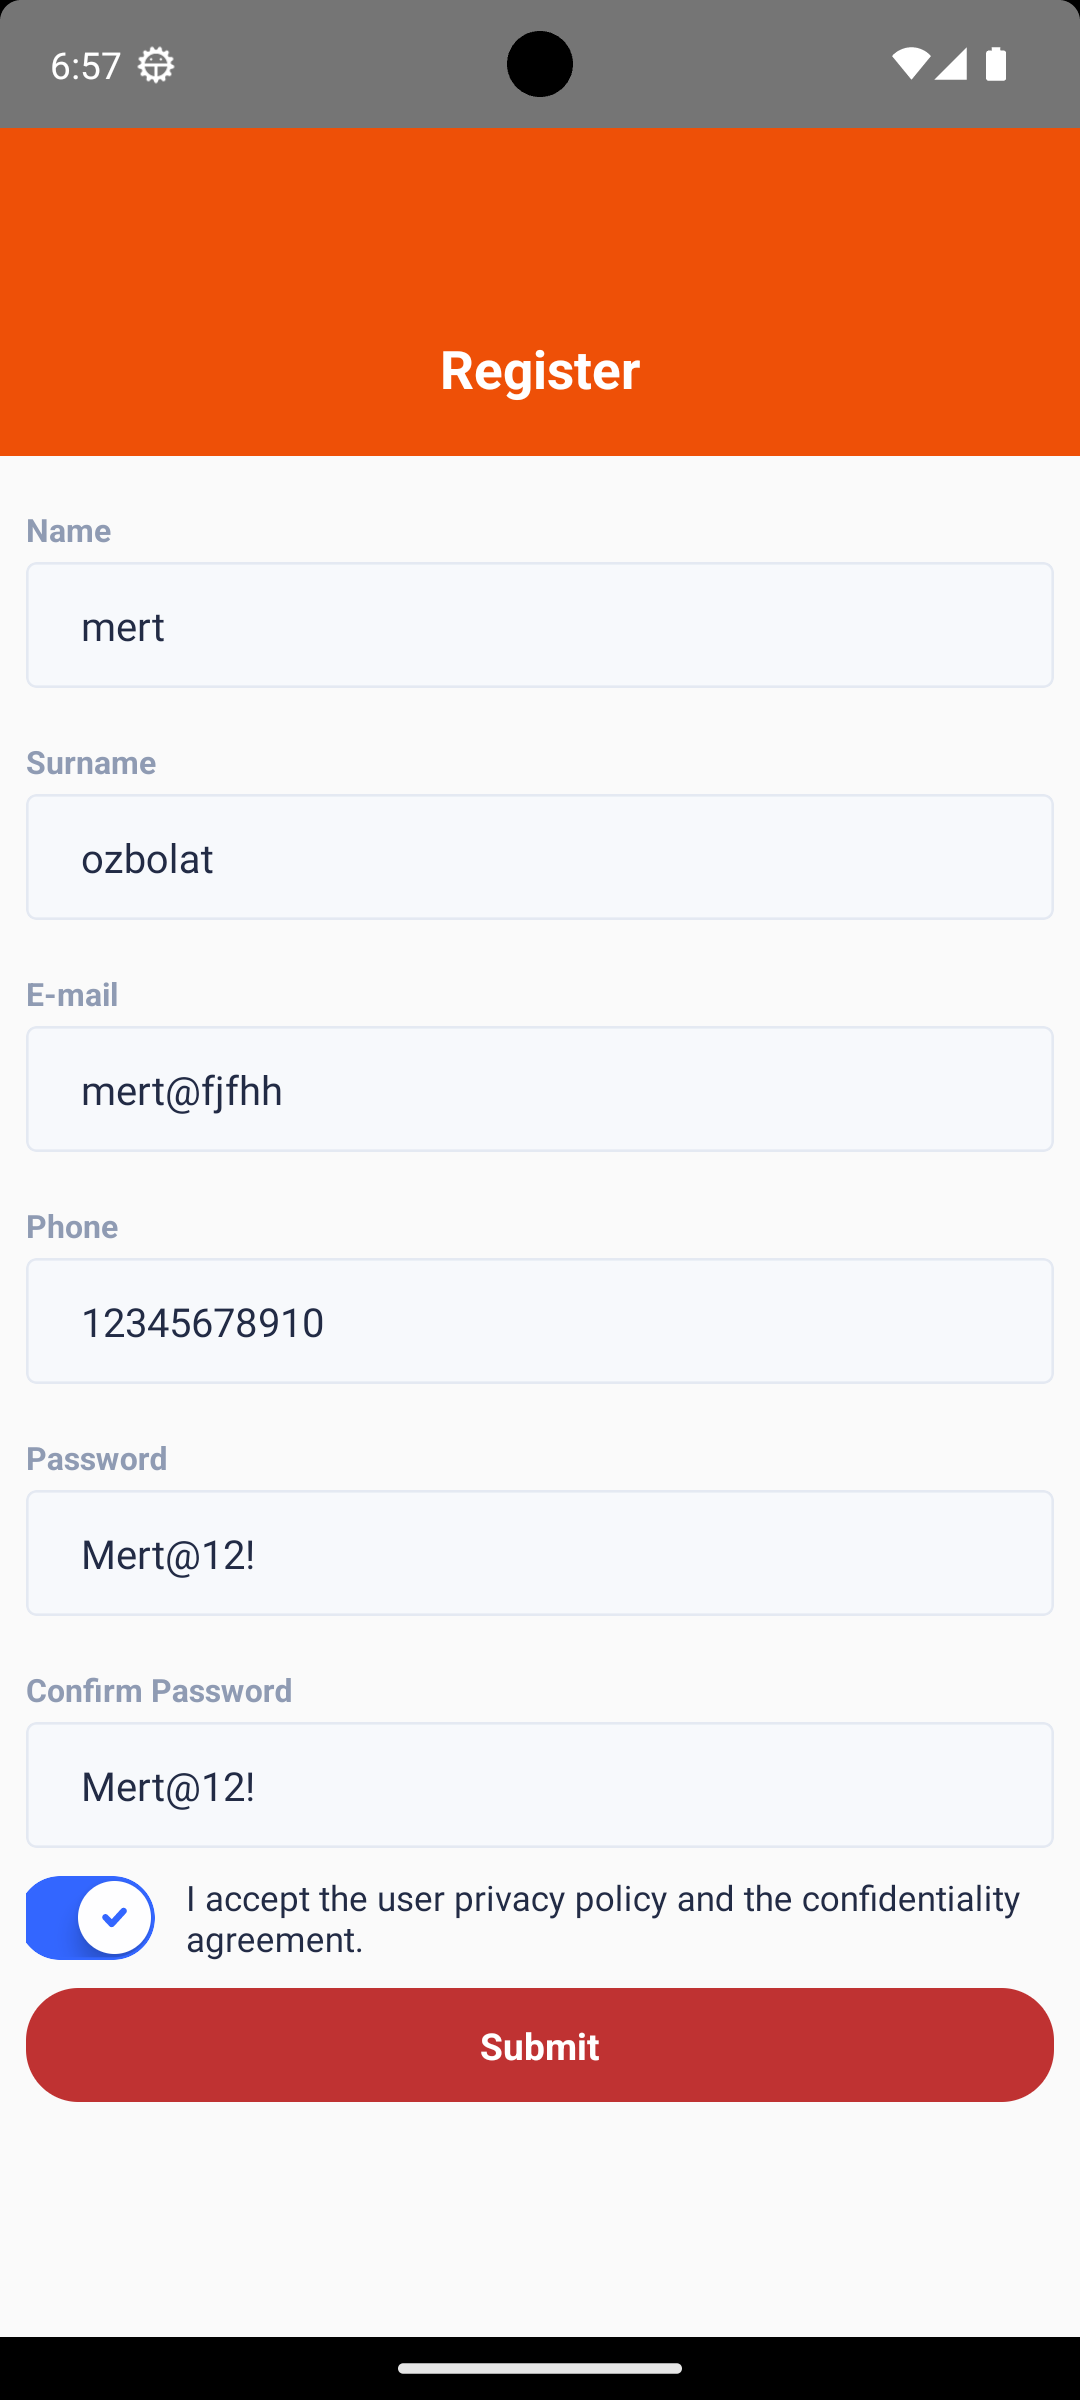 6:57
Register
Name
mert
Surname
ozbolat
E-mail
mert@fjfhh
Phone
12345678910
Password
Mert@12!
Confirm Password
Mert@12!
I accept the user privacy policy and the confidentiality
agreement.
Submit